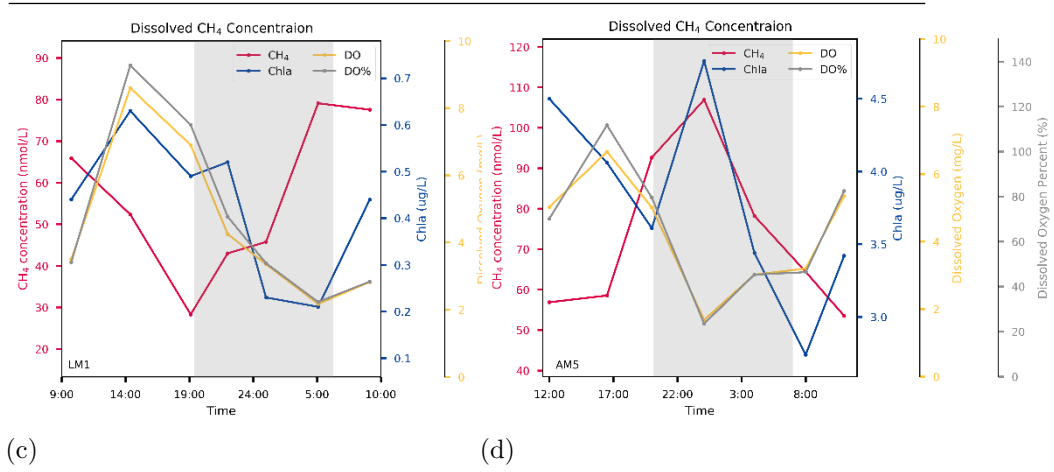 Dissolved CH₄ Concentraion
CH₄
Chla
DO
DO%
CH₄ concentration (nmol/L)
90
80
70
60
50
40
30
20
LM1
9:00
14:00
19:00
24:00
5:00
10:00
Time
Chla (ug/L)
0.7
0.6
0.5
0.4
0.3
0.2
0.1
Dissolved Oxygen (mg/L)
10
8
6
4
2
0
(c)
Dissolved CH₄ Concentraion
CH₄
Chla
DO
DO%
CH₄ concentration (nmol/L)
120
110
100
90
80
70
60
50
40
AM5
12:00
17:00
22:00
3:00
8:00
Time
Chla (ug/L)
4.5
4.0
3.5
3.0
Dissolved Oxygen (mg/L)
10
8
6
4
2
0
Dissolved Oxygen Percent (%)
140
120
100
80
60
40
20
0
(d)